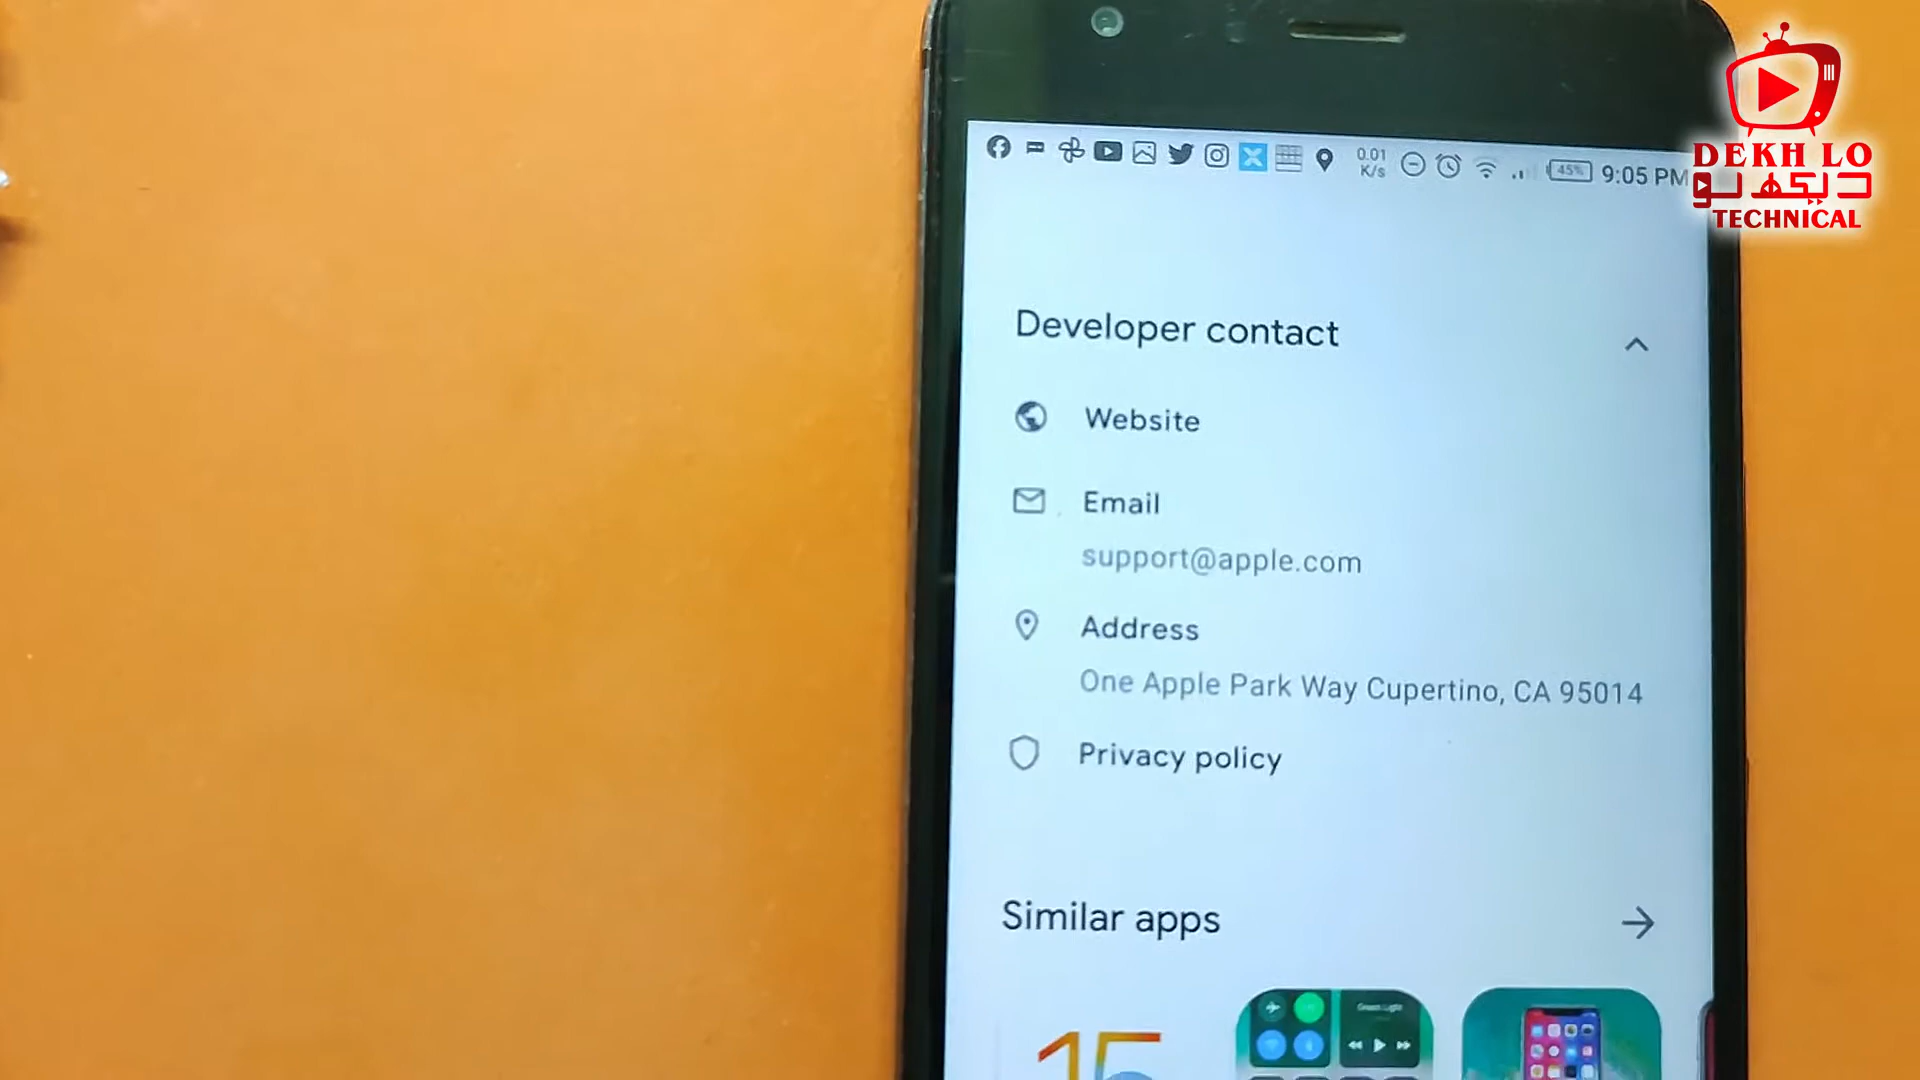 0.01
K/s
45%
9:05 PM
DEKH LO
دیکھ لو
TECHNICAL
Developer contact
Website
Email
support@apple.com
Address
One Apple Park Way Cupertino, CA 95014
Privacy policy
Similar apps
15